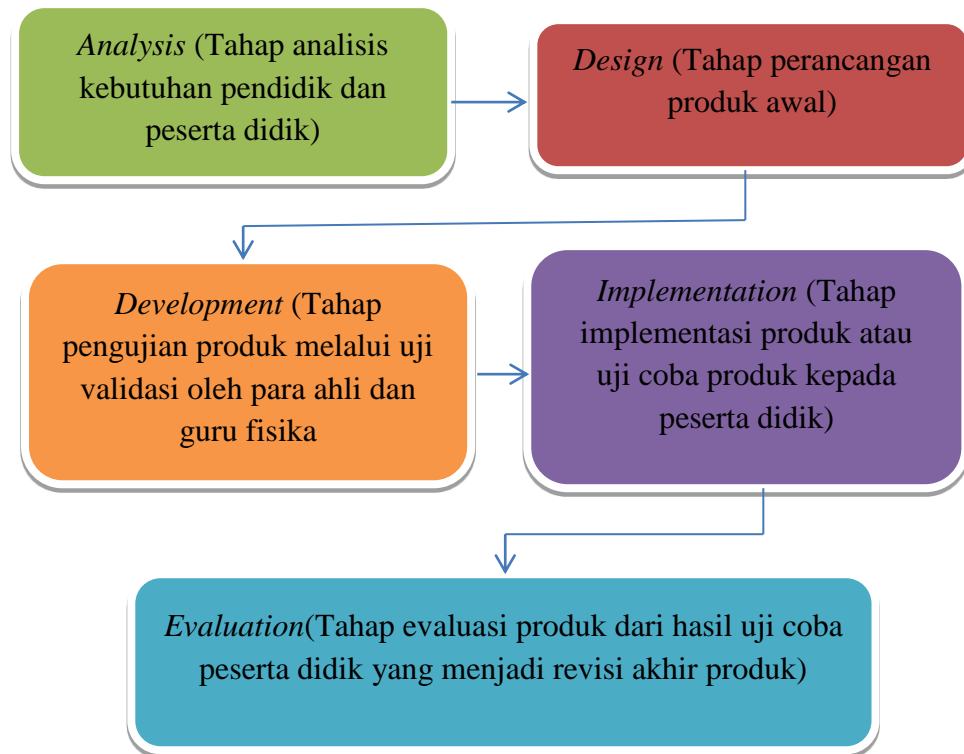 Analysis (Tahap analisis
kebutuhan pendidik dan
peserta didik)
Design (Tahap perancangan
produk awal)
Development (Tahap
pengujian produk melalui uji
validasi oleh para ahli dan
guru fisika
Implementation (Tahap
implementasi produk atau
uji coba produk kepada
peserta didik)
Evaluation(Tahap evaluasi produk dari hasil uji coba
peserta didik yang menjadi revisi akhir produk)